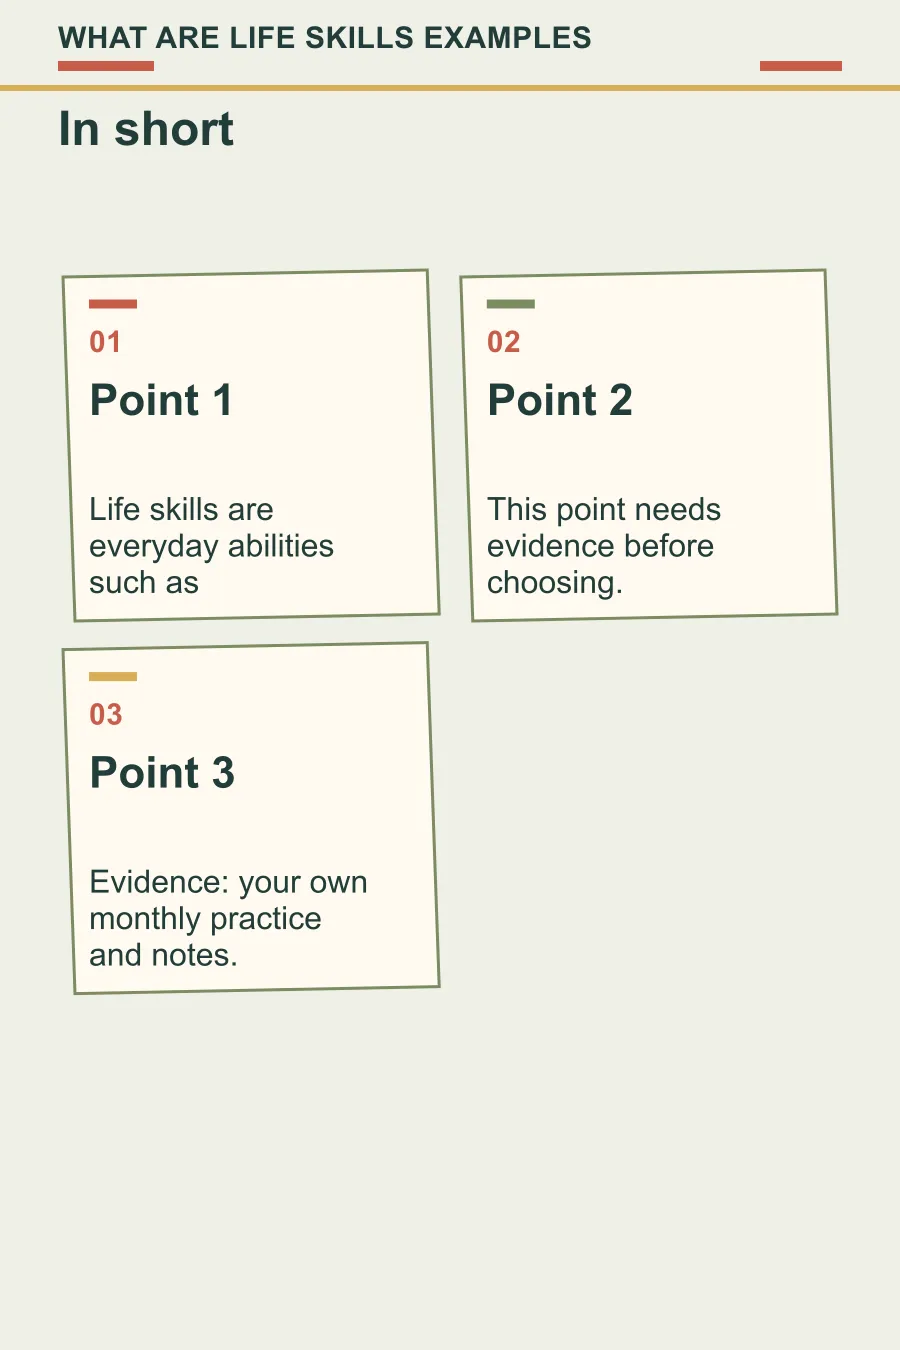 WHAT ARE LIFE SKILLS EXAMPLES
In short
01
Point 1
Life skills are
everyday abilities
such as
02
Point 2
This point needs
evidence before
choosing.
03
Point 3
Evidence: your own
monthly practice
and notes.